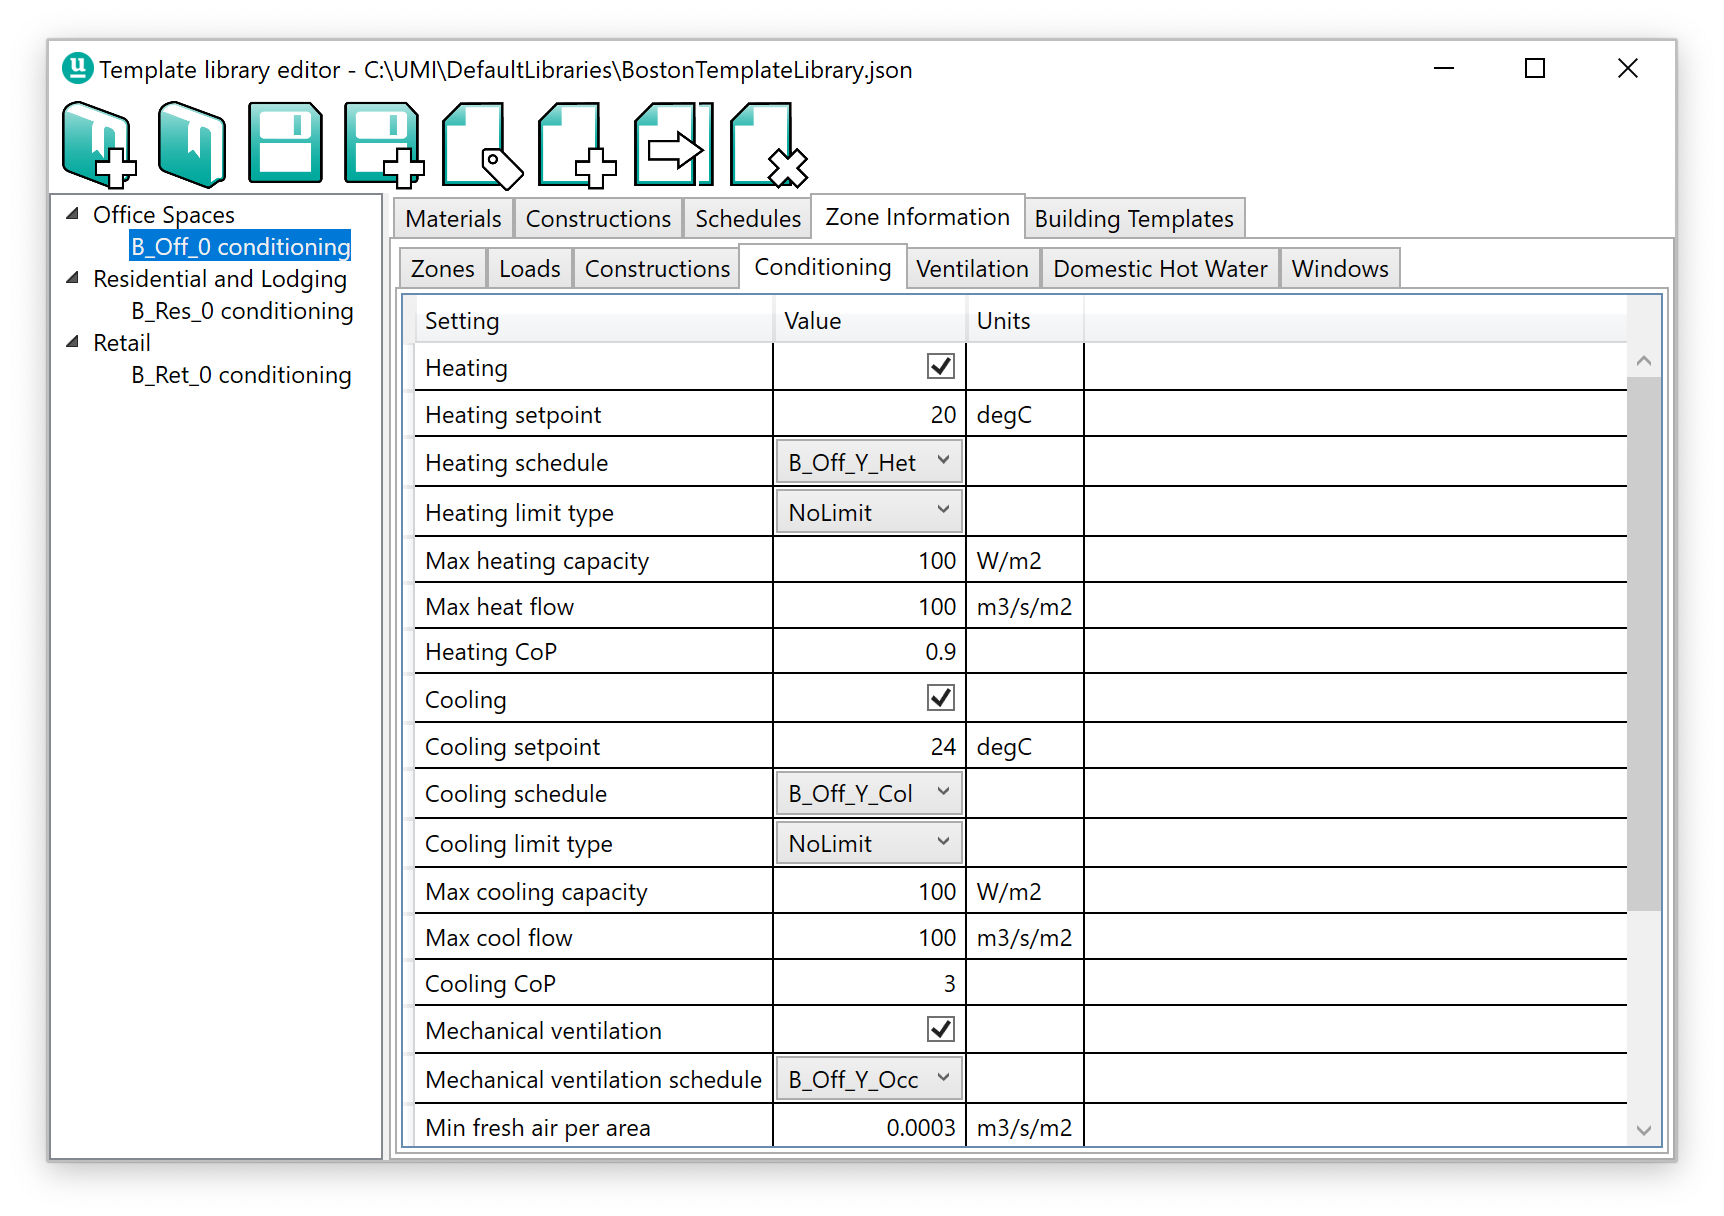 Template library editor - C:\UMI\DefaultLibraries\BostonTemplateLibrary.json
Office Spaces
B_Off_0 conditioning
Residential and Lodging
B_Res_0 conditioning
Retail
B_Ret_0 conditioning
Materials Constructions Schedules Zone Information Building Templates
Zones Loads Constructions Conditioning Ventilation Domestic Hot Water Windows
Setting Value Units
Heating
Heating setpoint 20 degC
Heating schedule B_Off_Y_Het
Heating limit type NoLimit
Max heating capacity 100 W/m2
Max heat flow 100 m3/s/m2
Heating CoP 0.9
Cooling
Cooling setpoint 24 degC
Cooling schedule B_Off_Y_Col
Cooling limit type NoLimit
Max cooling capacity 100 W/m2
Max cool flow 100 m3/s/m2
Cooling CoP 3
Mechanical ventilation
Mechanical ventilation schedule B_Off_Y_Occ
Min fresh air per area 0.0003 m3/s/m2